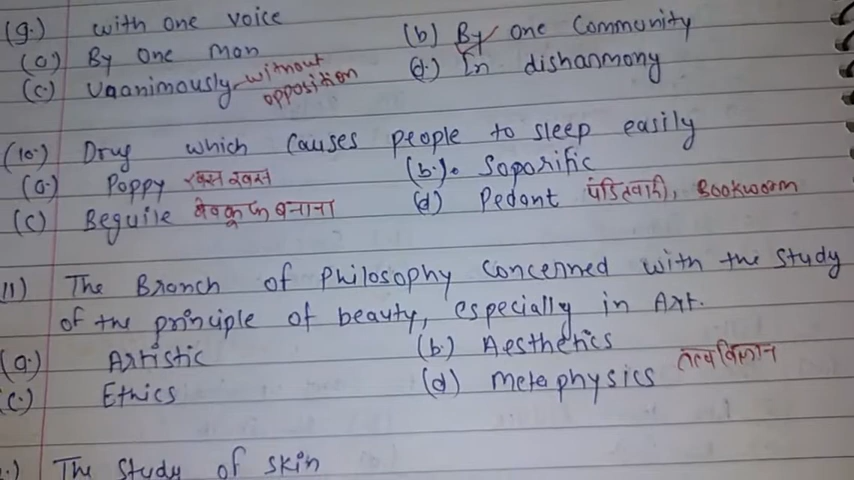 (9.) with one voice
(a) By one man (b) By one Community
(c) Unanimously - without opposition (d.) In disharmony
(10.) Drug which causes people to sleep easily
(a.) Poppy खसखस (b.) Soporific
(c) Beguile बेवकूफ बनाना (d) Pedant पंडितवादी, Bookworm
11) The Branch of Philosophy Concerned with the study
of the principle of beauty, especially in Art.
(a.) Artistic (b.) Aesthetics
(c.) Ethics (d) metaphysics तत्वविज्ञान
.) The study of skin